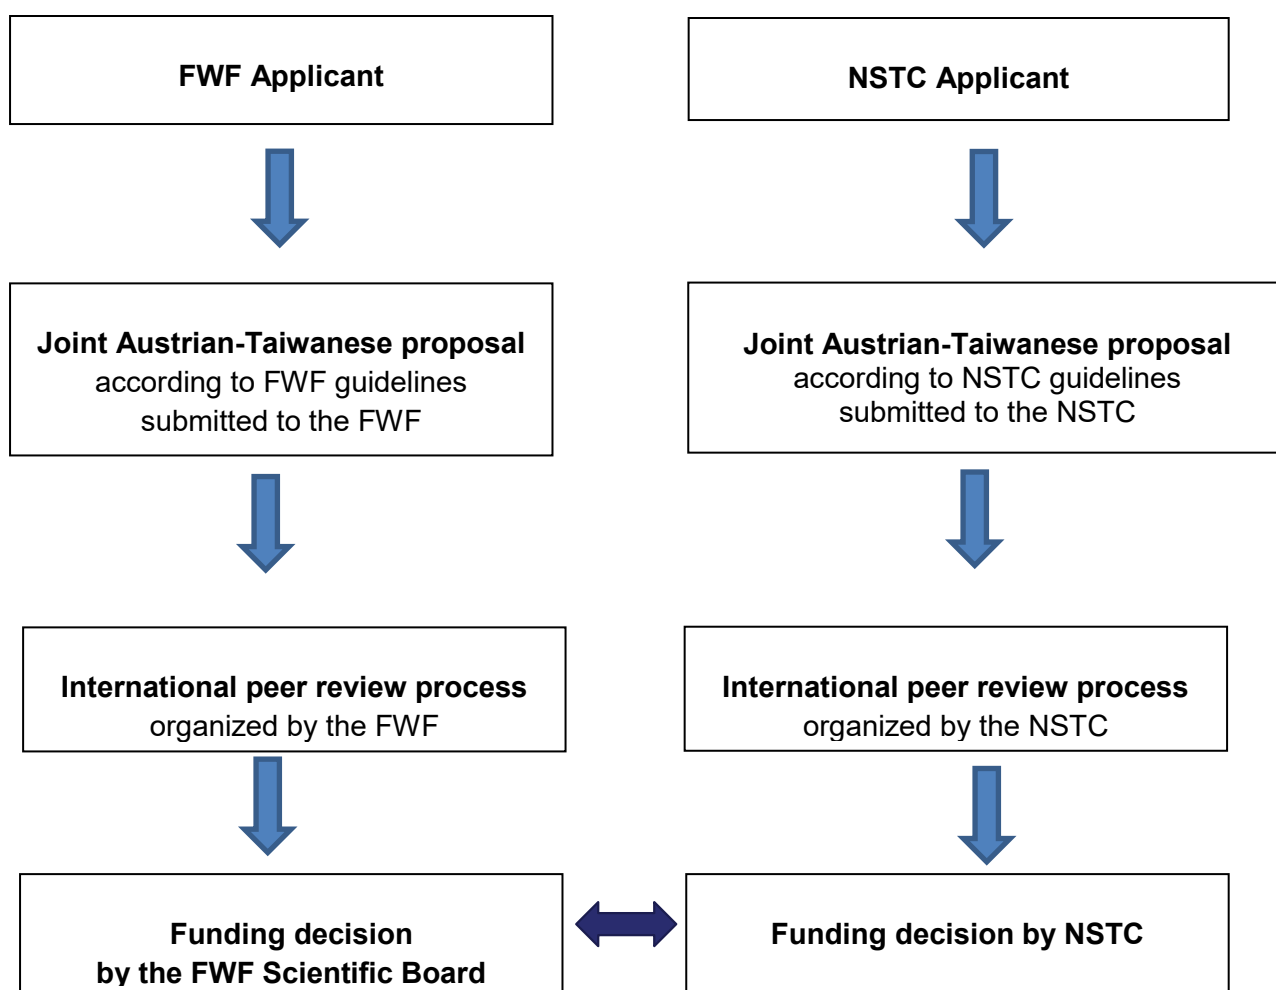 FWF Applicant
NSTC Applicant
Joint Austrian-Taiwanese proposal
according to FWF guidelines
submitted to the FWF
Joint Austrian-Taiwanese proposal
according to NSTC guidelines
submitted to the NSTC
International peer review process
organized by the FWF
International peer review process
organized by the NSTC
Funding decision
by the FWF Scientific Board
Funding decision by NSTC